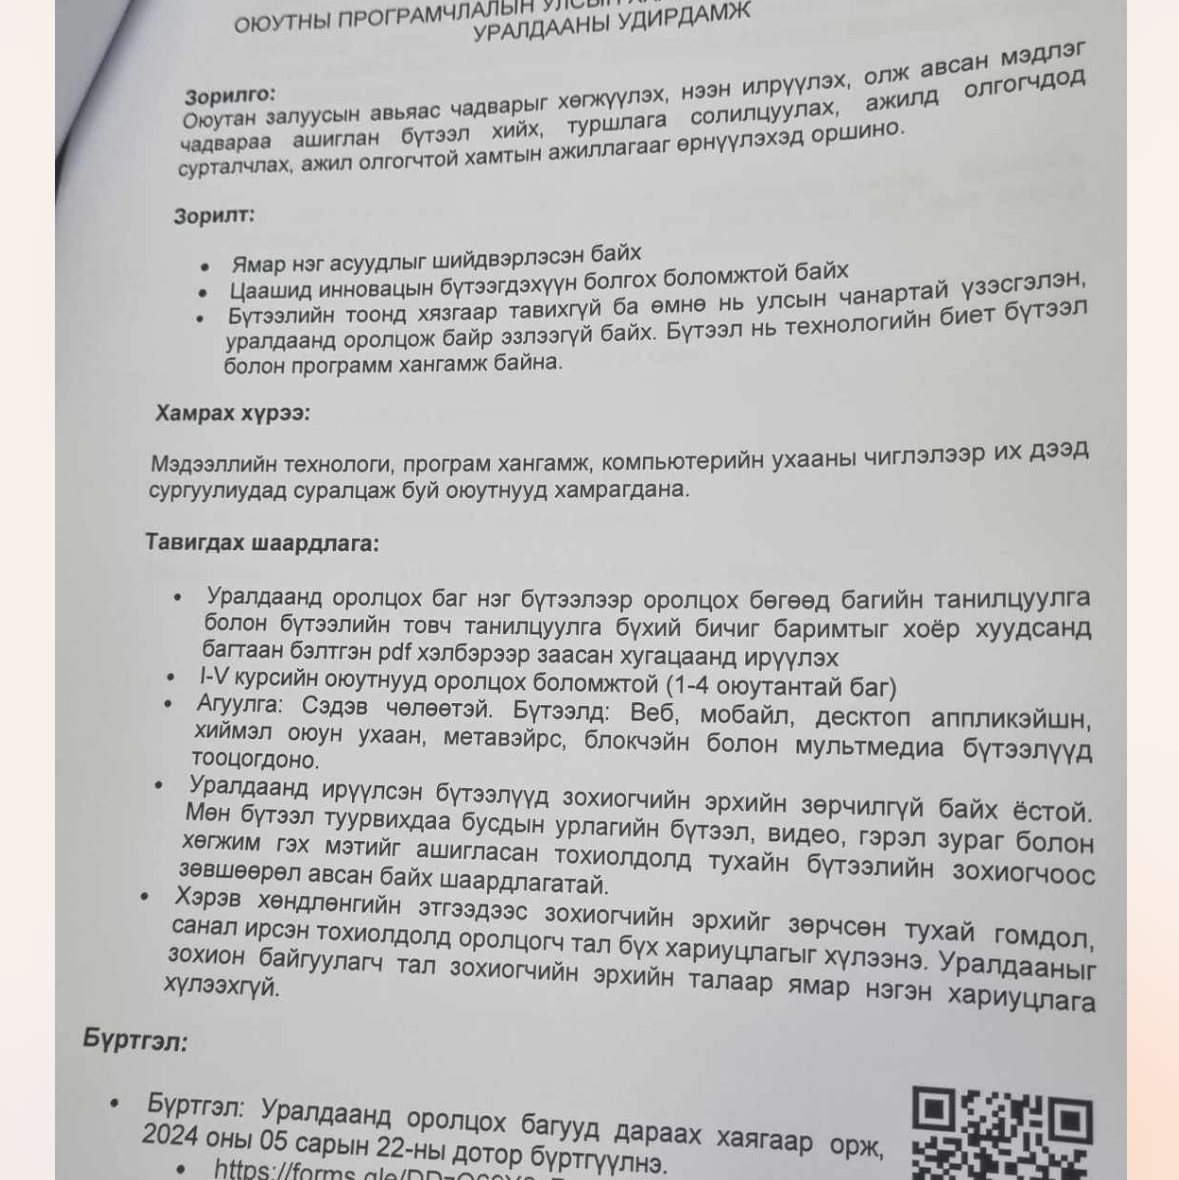 ОЮУТНЫ ПРОГРАМЧЛАЛЫН УЛСЫН
УРАЛДААНЫ УДИРДАМЖ
Зорилго:
Оюутан залуусын авьяас чадварыг хөгжүүлэх, нээн илрүүлэх, олж авсан мэдлэг
чадвараа ашиглан бүтээл хийх, туршлага солилцуулах, ажилд олгогчдод
сурталчлах, ажил олгогчтой хамтын ажиллагааг өрнүүлэхэд оршино.
Зорилт:
• Ямар нэг асуудлыг шийдвэрлэсэн байх
• Цаашид инновацын бүтээгдэхүүн болгох боломжтой байх
• Бүтээлийн тоонд хязгаар тавихгүй ба өмнө нь улсын чанартай үзэсгэлэн,
уралдаанд оролцож байр эзлээгүй байх. Бүтээл нь технологийн биет бүтээл
болон программ хангамж байна.
Хамрах хүрээ:
Мэдээллийн технологи, програм хангамж, компьютерийн ухааны чиглэлээр их дээд
сургуулиудад суралцаж буй оюутнууд хамрагдана.
Тавигдах шаардлага:
• Уралдаанд оролцох баг нэг бүтээлээр оролцох бөгөөд багийн танилцуулга
болон бүтээлийн товч танилцуулга бүхий бичиг баримтыг хоёр хуудсанд
багтаан бэлтгэн pdf хэлбэрээр заасан хугацаанд ирүүлэх
• I-V курсийн оюутнууд оролцох боломжтой (1-4 оюутантай баг)
• Агуулга: Сэдэв чөлөөтэй. Бүтээлд: Веб, мобайл, десктоп аппликэйшн,
хиймэл оюун ухаан, метавэйрс, блокчэйн болон мультмедиа бүтээлүүд
тооцогдоно.
• Уралдаанд ирүүлсэн бүтээлүүд зохиогчийн эрхийн зөрчилгүй байх ёстой.
Мөн бүтээл туурвихдаа бусдын урлагийн бүтээл, видео, гэрэл зураг болон
хөгжим гэх мэтийг ашигласан тохиолдолд тухайн бүтээлийн зохиогчоос
зөвшөөрөл авсан байх шаардлагатай.
• Хэрэв хөндлөнгийн этгээдээс зохиогчийн эрхийг зөрчсөн тухай гомдол,
санал ирсэн тохиолдолд оролцогч тал бүх хариуцлагыг хүлээнэ. Уралдааныг
зохион байгуулагч тал зохиогчийн эрхийн талаар ямар нэгэн хариуцлага
хүлээхгүй.
Бүртгэл:
• Бүртгэл: Уралдаанд оролцох багууд дараах хаягаар орж,
2024 оны 05 сарын 22-ны дотор бүртгүүлнэ.